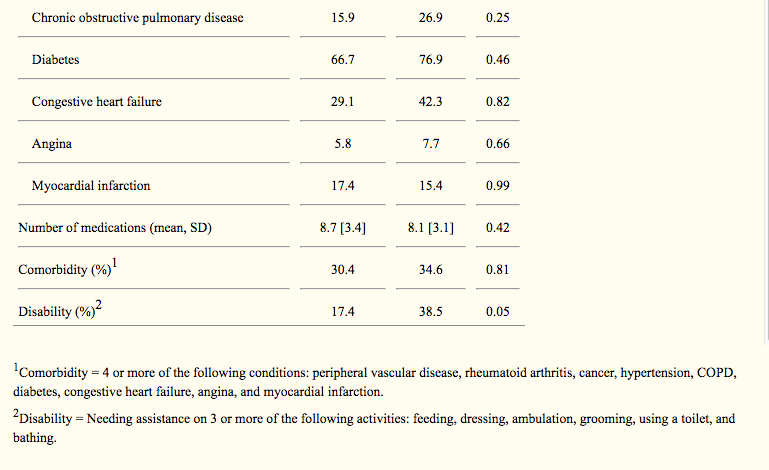 Chronic obstructive pulmonary disease 15.9 26.9 0.25
Diabetes 66.7 76.9 0.46
Congestive heart failure 29.1 42.3 0.82
Angina 5.8 7.7 0.66
Myocardial infarction 17.4 15.4 0.99
Number of medications (mean, SD) 8.7 [3.4] 8.1 [3.1] 0.42
Comorbidity (%)1 30.4 34.6 0.81
Disability (%)2 17.4 38.5 0.05
1Comorbidity = 4 or more of the following conditions: peripheral vascular disease, rheumatoid arthritis, cancer, hypertension, COPD,
diabetes, congestive heart failure, angina, and myocardial infarction.
2Disability = Needing assistance on 3 or more of the following activities: feeding, dressing, ambulation, grooming, using a toilet, and
bathing.